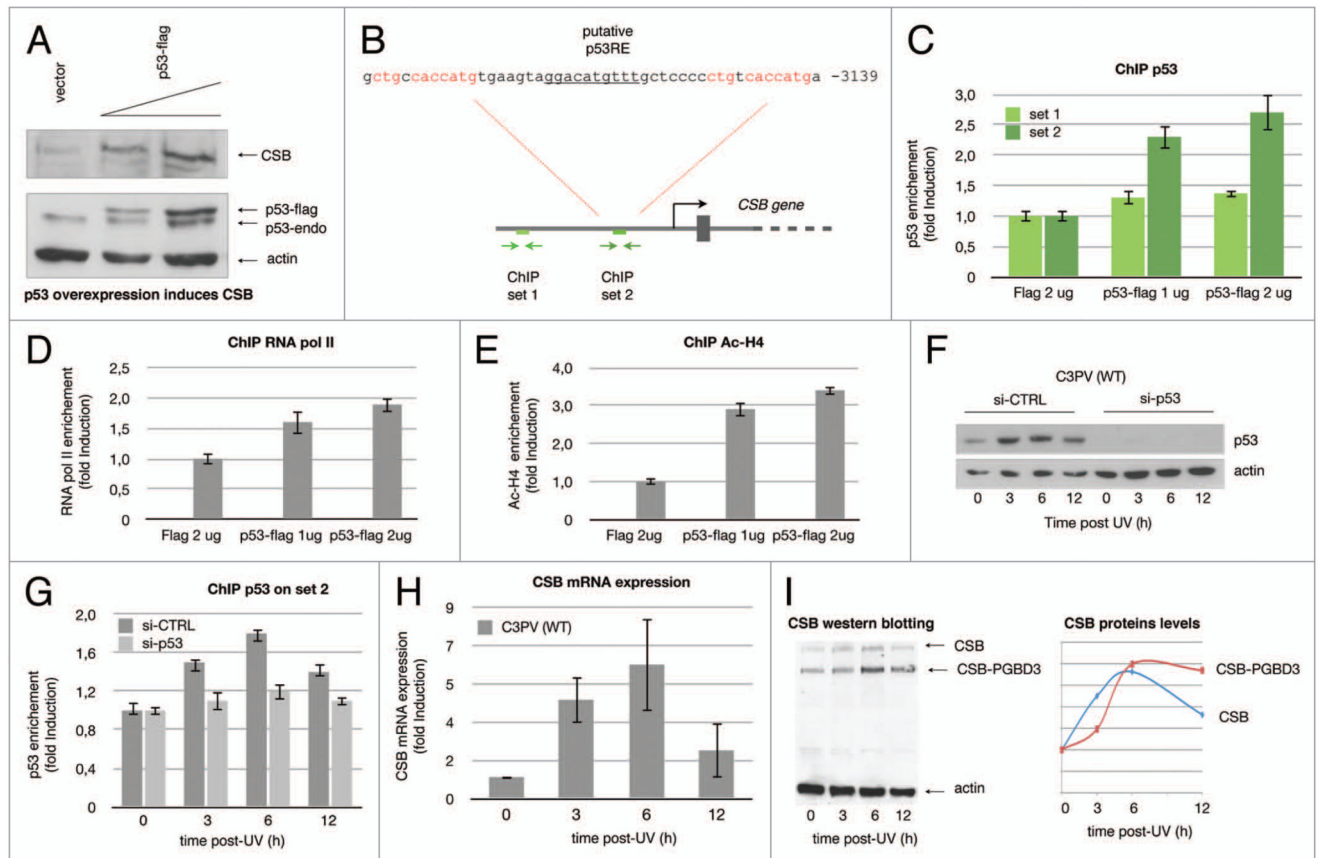 A
vector
p53-flag
CSB
p53-flag
p53-endo
actin
p53 overexpression induces CSB
B
putative
p53RE
gctgccaccatgtgaagtaggacatgtttgctccccctgtcaccatga -3139
CSB gene
ChIP
set 1
ChIP
set 2
C
ChIP p53
p53 enrichement
(fold Induction)
3,0
2,5
2,0
1,5
1,0
0,5
0
set 1
set 2
Flag 2 ug
p53-flag 1 ug
p53-flag 2 ug
D
ChIP RNA pol II
RNA pol II enrichement
(fold Induction)
2,5
2,0
1,5
1,0
0,5
0
Flag 2 ug
p53-flag 1ug
p53-flag 2ug
E
ChIP Ac-H4
Ac-H4 enrichment
(fold Induction)
4,0
3,0
2,0
1,0
0
Flag 2ug
p53-flag 1ug
p53-flag 2ug
F
C3PV (WT)
si-CTRL
si-p53
p53
actin
0 3 6 12 0 3 6 12
Time post UV (h)
G
ChIP p53 on set 2
p53 enrichement
(fold Induction)
2,0
1,6
1,2
0,8
0,4
0
si-CTRL
si-p53
0 3 6 12
time post-UV (h)
H
CSB mRNA expression
CSB mRNA expression
(fold Induction)
9
7
5
4
2
0
C3PV (WT)
0 3 6 12
time post-UV (h)
I
CSB western blotting
CSB
CSB-PGBD3
actin
0 3 6 12
time post-UV (h)
CSB proteins levels
CSB-PGBD3
CSB
0 3 6 12
time post-UV (h)